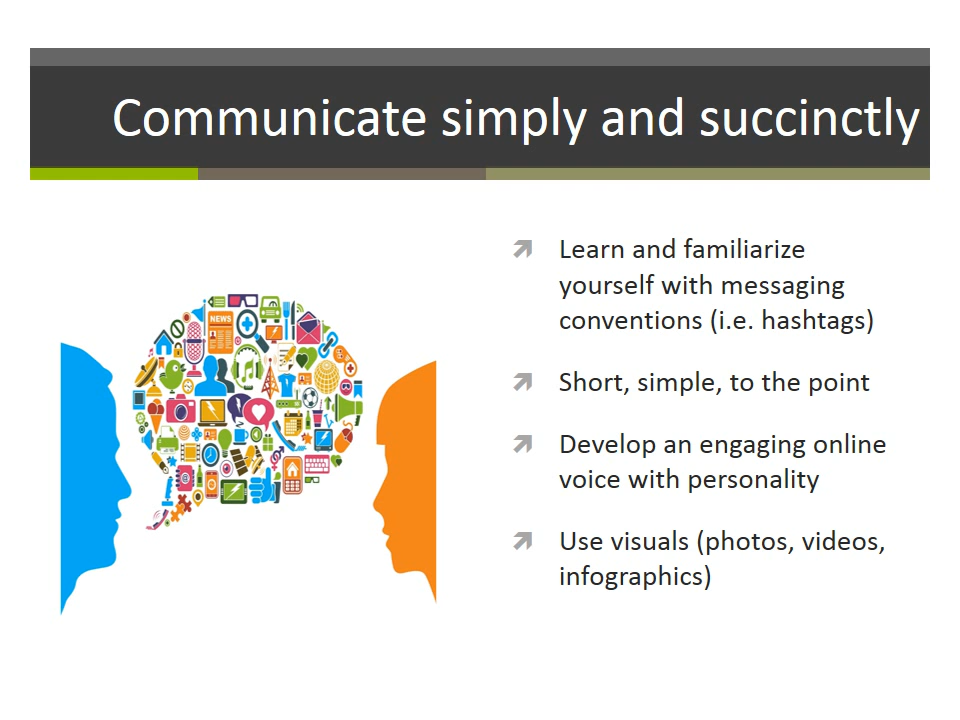 Communicate simply and succinctly
Learn and familiarize
yourself with messaging
conventions (i.e. hashtags)
Short, simple, to the point
Develop an engaging online
voice with personality
Use visuals (photos, videos,
infographics)
NEWS